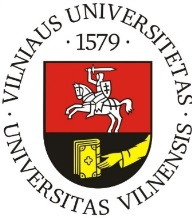 VILNIAUS UNIVERSITETAS
· 1579 ·
UNIVERSITAS VILNENSIS